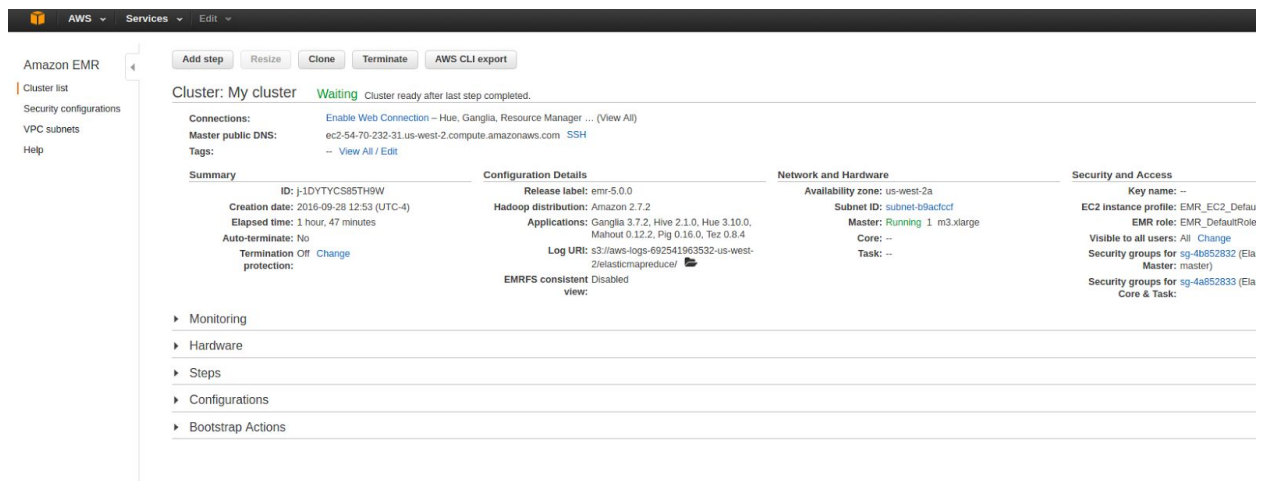 AWS Services Edit
Amazon EMR
Cluster list
Security configurations
VPC subnets
Help
Add step Resize Clone Terminate AWS CLI export
Cluster: My cluster Waiting Cluster ready after last step completed.
Connections: Enable Web Connection – Hue, Ganglia, Resource Manager … (View All)
Master public DNS: ec2-54-70-232-31.us-west-2.compute.amazonaws.com SSH
Tags: -- View All / Edit
Summary
ID: j-1DYTYCS85TH9W
Creation date: 2016-09-28 12:53 (UTC-4)
Elapsed time: 1 hour, 47 minutes
Auto-terminate: No
Termination Off Change
protection:
Configuration Details
Release label: emr-5.0.0
Hadoop distribution: Amazon 2.7.2
Applications: Ganglia 3.7.2, Hive 2.1.0, Hue 3.10.0,
Mahout 0.12.2, Pig 0.16.0, Tez 0.8.4
Log URI: s3://aws-logs-692541963532-us-west-
2/elasticmapreduce/
EMRFS consistent Disabled
view:
Network and Hardware
Availability zone: us-west-2a
Subnet ID: subnet-b9acfccf
Master: Running 1 m3.xlarge
Core: --
Task: --
Security and Access
Key name: --
EC2 instance profile: EMR_EC2_Defau
EMR role: EMR_DefaultRole
Visible to all users: All Change
Security groups for sg-4b852832 (Ela
Master: master)
Security groups for sg-4a852833 (Ela
Core & Task:
Monitoring
Hardware
Steps
Configurations
Bootstrap Actions